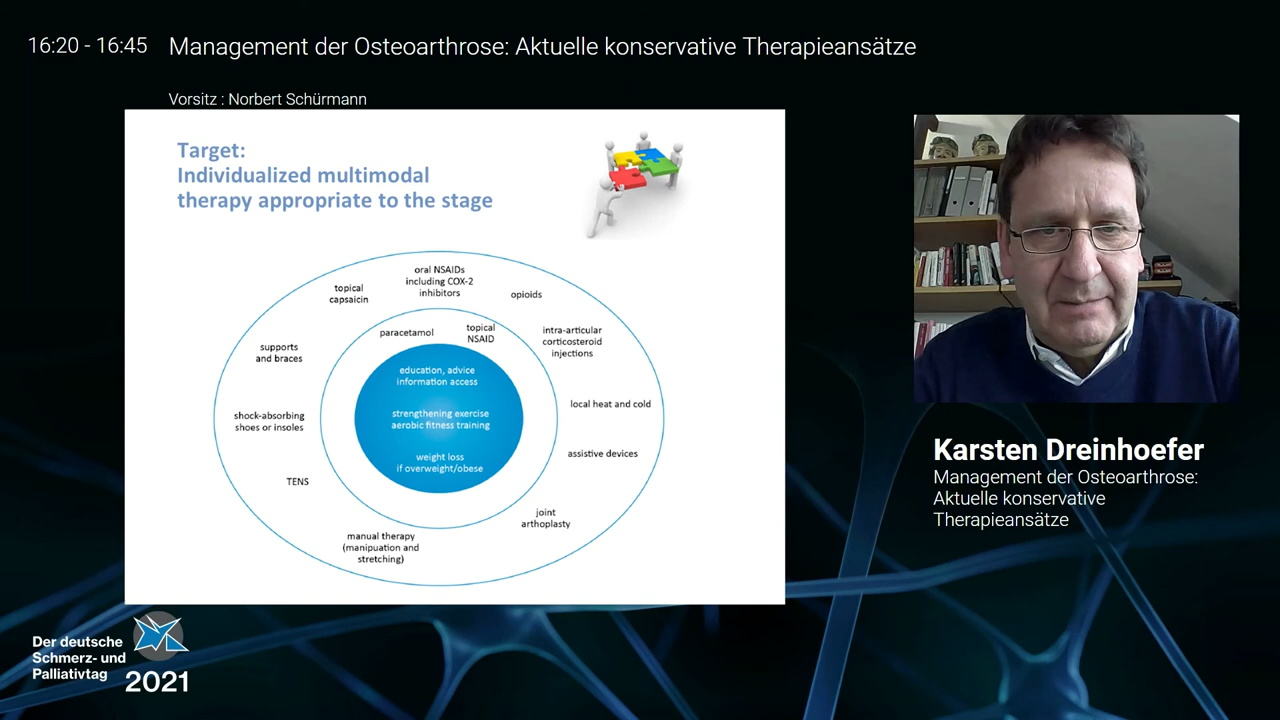 16:20 - 16:45 Management der Osteoarthrose: Aktuelle konservative Therapieansätze
Vorsitz : Norbert Schürmann
Target:
Individualized multimodal
therapy appropriate to the stage
oral NSAIDs
including COX-2
inhibitors
topical
capsaicin
opioids
paracetamol
topical
NSAID
intra-articular
corticosteroid
injections
supports
and braces
education, advice
information access
local heat and cold
shock-absorbing
shoes or insoles
strengthening exercise
aerobic fitness training
assistive devices
weight loss
if overweight/obese
TENS
joint
arthoplasty
manual therapy
(manipuation and
stretching)
Karsten Dreinhoefer
Management der Osteoarthrose:
Aktuelle konservative
Therapieansätze
Der deutsche
Schmerz- und
Palliativtag
2021